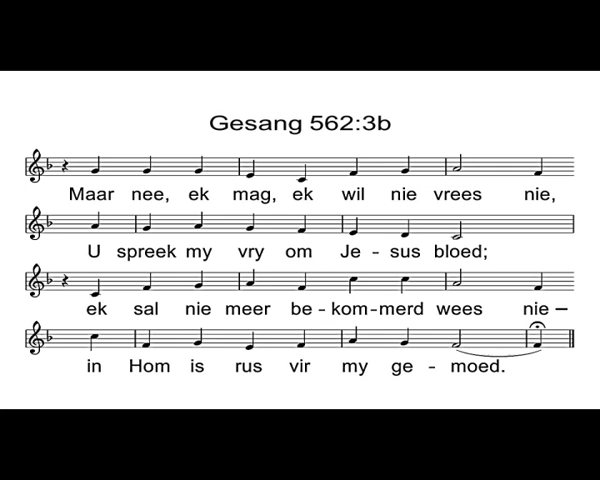 Gesang 562:3b
Maar nee, ek mag, ek wil nie vrees nie,
U spreek my vry om Je - sus bloed;
ek sal nie meer be - kom - merd wees nie –
in Hom is rus vir my ge - moed.